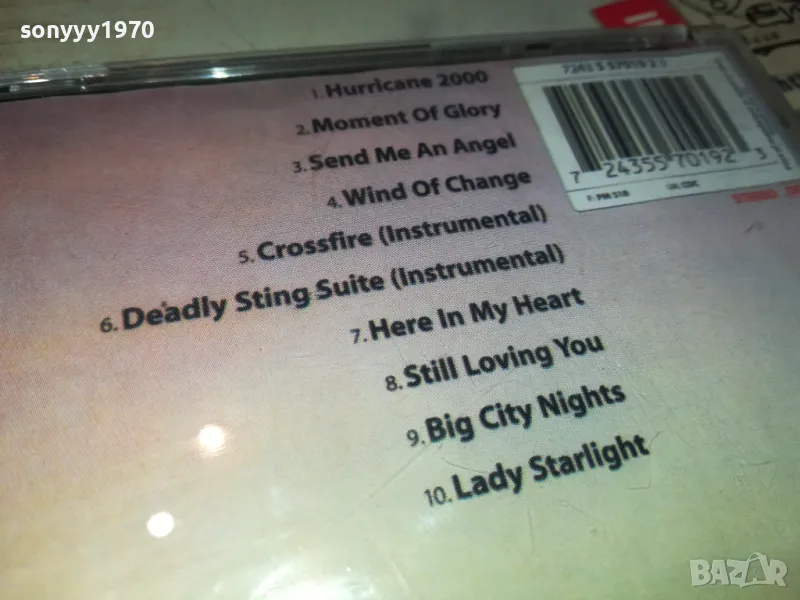 sonyyy1970
1. Hurricane 2000
2. Moment Of Glory
3. Send Me An Angel
4. Wind Of Change
5. Crossfire (Instrumental)
6. Deadly Sting Suite (Instrumental)
7. Here In My Heart
8. Still Loving You
9. Big City Nights
10. Lady Starlight
7 24355 70192 3
STEREO
BAZAR